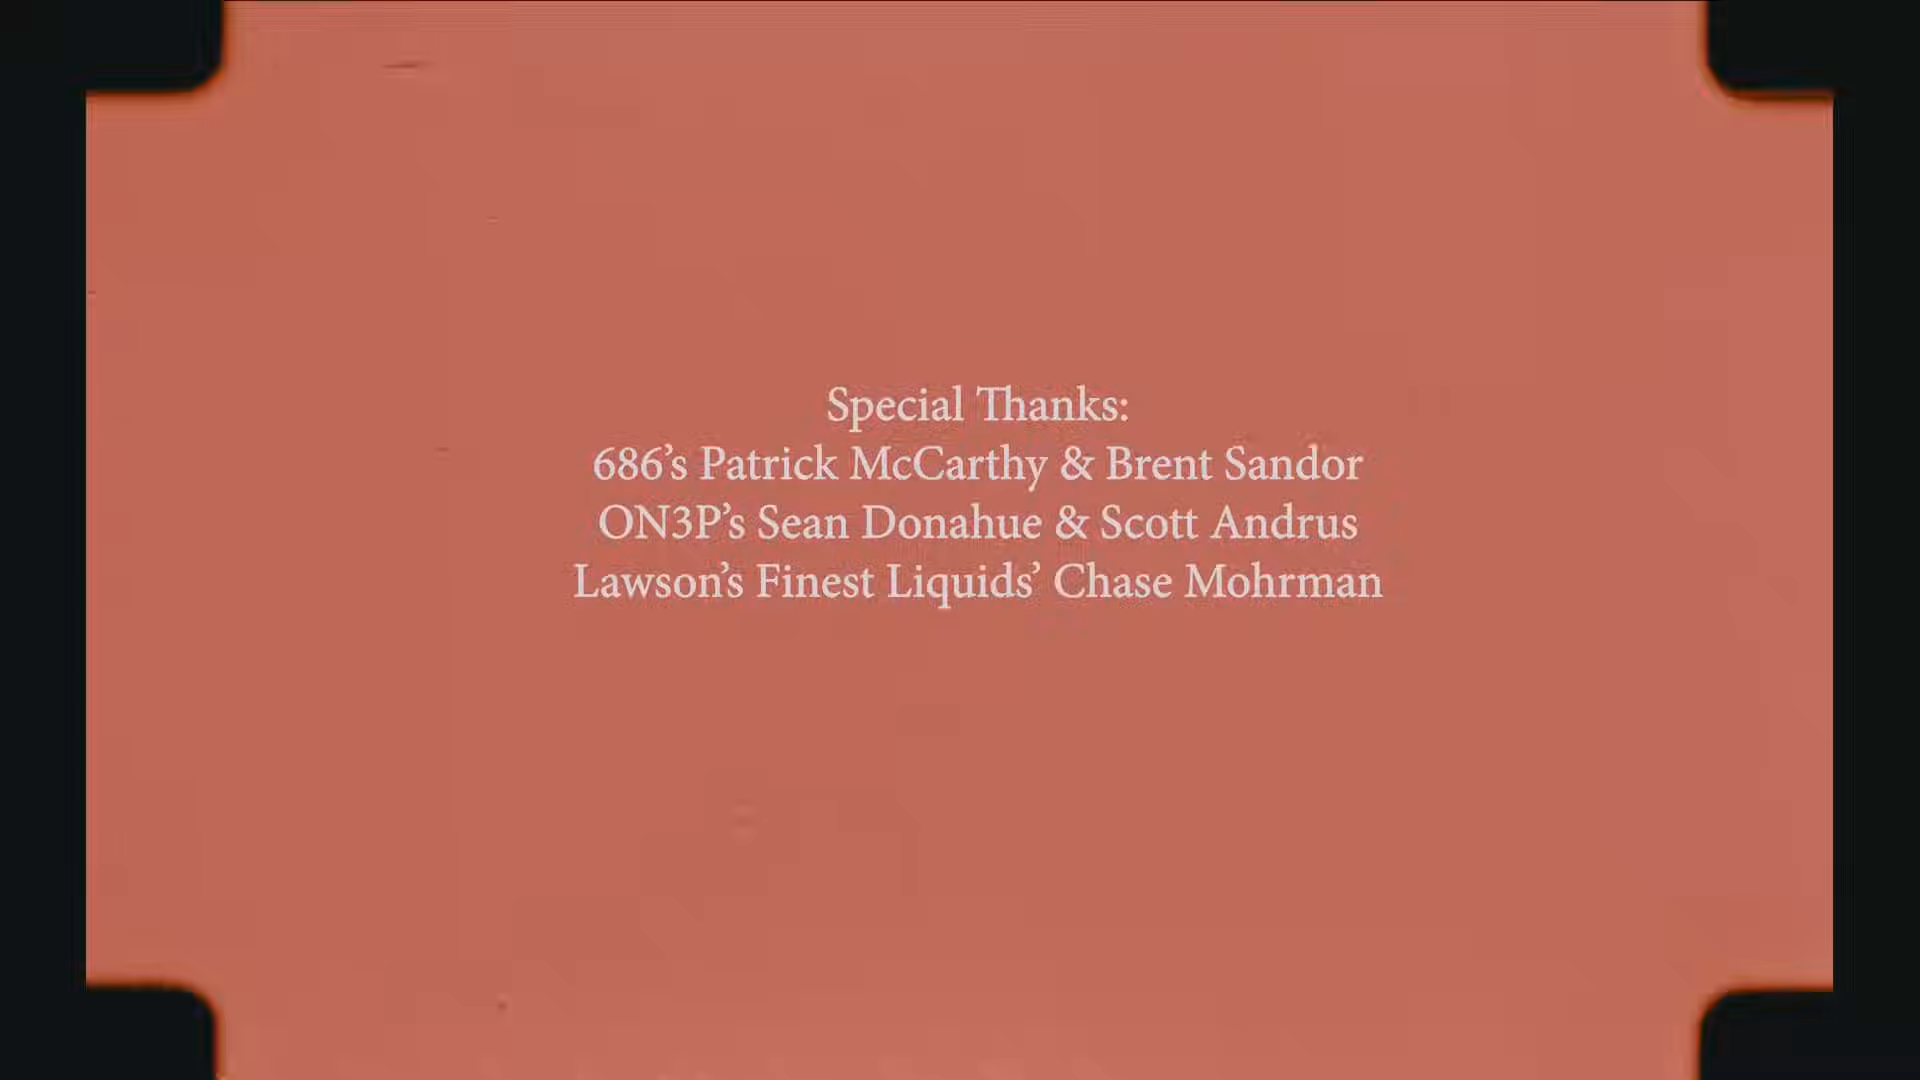 Special Thanks:
686’s Patrick McCarthy & Brent Sandor
ON3P’s Sean Donahue & Scott Andrus
Lawson’s Finest Liquids’ Chase Mohrman